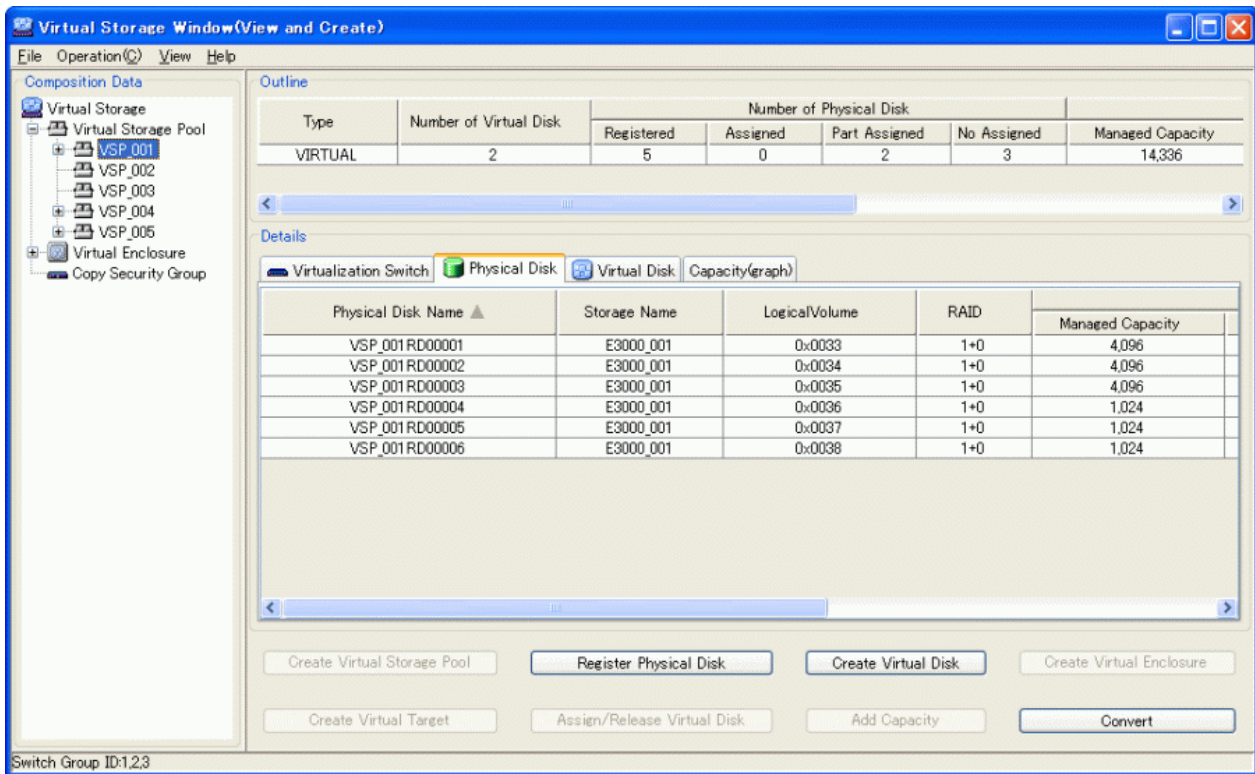 Virtual Storage Window(View and Create)
File Operation(C) View Help
Composition Data
Virtual Storage
Virtual Storage Pool
VSP_001
VSP_002
VSP_003
VSP_004
VSP_005
Virtual Enclosure
Copy Security Group
Outline
Type Number of Virtual Disk Number of Physical Disk
Registered Assigned Part Assigned No Assigned Managed Capacity
VIRTUAL 2 5 0 2 3 14,336
Details
Virtualization Switch Physical Disk Virtual Disk Capacity(graph)
Physical Disk Name Storage Name LogicalVolume RAID Managed Capacity
VSP_001RD00001 E3000_001 0x0033 1+0 4,096
VSP_001RD00002 E3000_001 0x0034 1+0 4,096
VSP_001RD00003 E3000_001 0x0035 1+0 4,096
VSP_001RD00004 E3000_001 0x0036 1+0 1,024
VSP_001RD00005 E3000_001 0x0037 1+0 1,024
VSP_001RD00006 E3000_001 0x0038 1+0 1,024
Create Virtual Storage Pool Register Physical Disk Create Virtual Disk Create Virtual Enclosure
Create Virtual Target Assign/Release Virtual Disk Add Capacity Convert
Switch Group ID:1,2,3